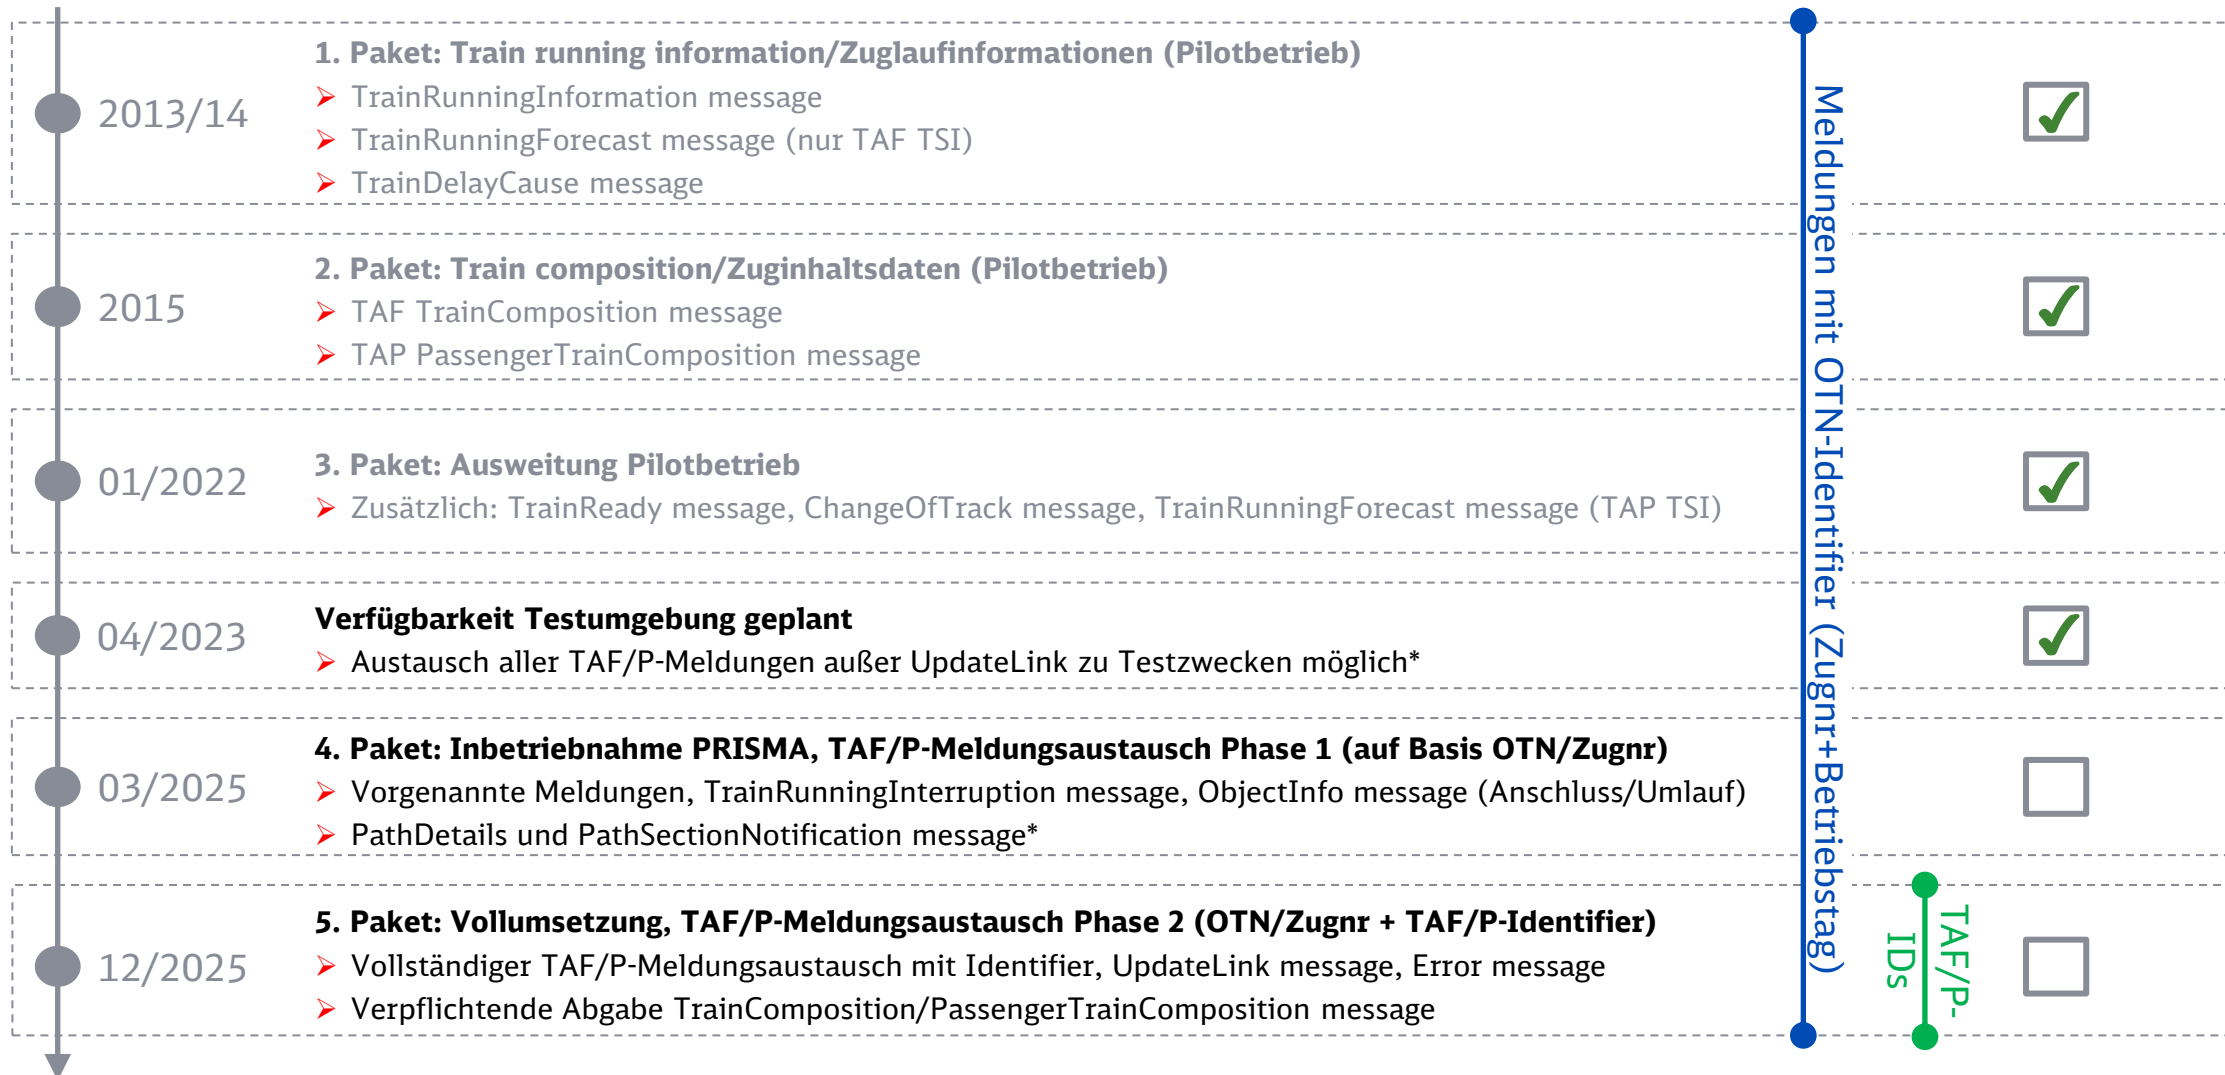 1. Paket: Train running information/Zuglaufinformationen (Pilotbetrieb)
2013/14
TrainRunningInformation message
TrainRunningForecast message (nur TAF TSI)
TrainDelayCause message
2. Paket: Train composition/Zuginhaltsdaten (Pilotbetrieb)
2015
TAF TrainComposition message
TAP PassengerTrainComposition message
3. Paket: Ausweitung Pilotbetrieb
01/2022
Zusätzlich: TrainReady message, ChangeOfTrack message, TrainRunningForecast message (TAP TSI)
Verfügbarkeit Testumgebung geplant
04/2023
Austausch aller TAF/P-Meldungen außer UpdateLink zu Testzwecken möglich*
4. Paket: Inbetriebnahme PRISMA, TAF/P-Meldungsaustausch Phase 1 (auf Basis OTN/Zugnr)
03/2025
Vorgenannte Meldungen, TrainRunningInterruption message, ObjectInfo message (Anschluss/Umlauf)
PathDetails und PathSectionNotification message*
5. Paket: Vollumsetzung, TAF/P-Meldungsaustausch Phase 2 (OTN/Zugnr + TAF/P-Identifier)
12/2025
Vollständiger TAF/P-Meldungsaustausch mit Identifier, UpdateLink message, Error message
Verpflichtende Abgabe TrainComposition/PassengerTrainComposition message
Meldungen mit OTN-Identifier (Zugnr+Betriebstag)
TAF/P-
IDs